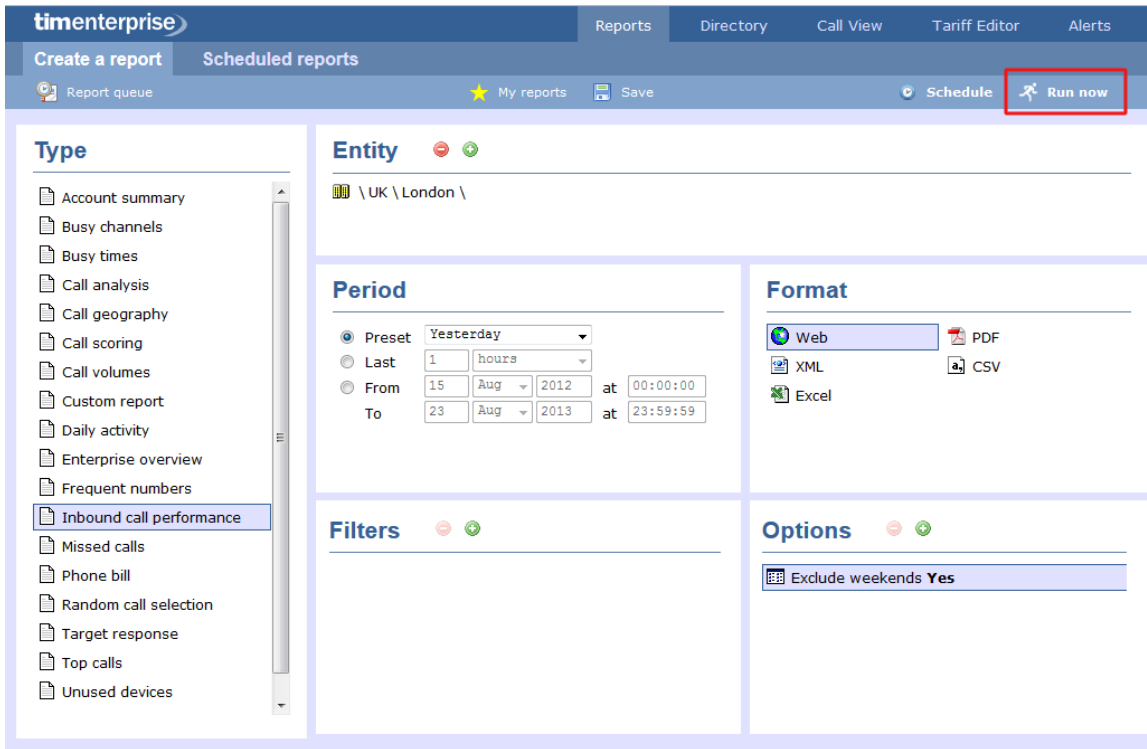 timenterprise
Reports Directory Call View Tariff Editor Alerts
Create a report Scheduled reports
Report queue My reports Save Schedule Run now
Type
Account summary
Busy channels
Busy times
Call analysis
Call geography
Call scoring
Call volumes
Custom report
Daily activity
Enterprise overview
Frequent numbers
Inbound call performance
Missed calls
Phone bill
Random call selection
Target response
Top calls
Unused devices
Entity
\ UK \ London \
Period
Preset Yesterday
Last 1 hours
From 15 Aug 2012 at 00:00:00
To 23 Aug 2013 at 23:59:59
Format
Web PDF
XML a, CSV
Excel
Filters
Options
Exclude weekends Yes